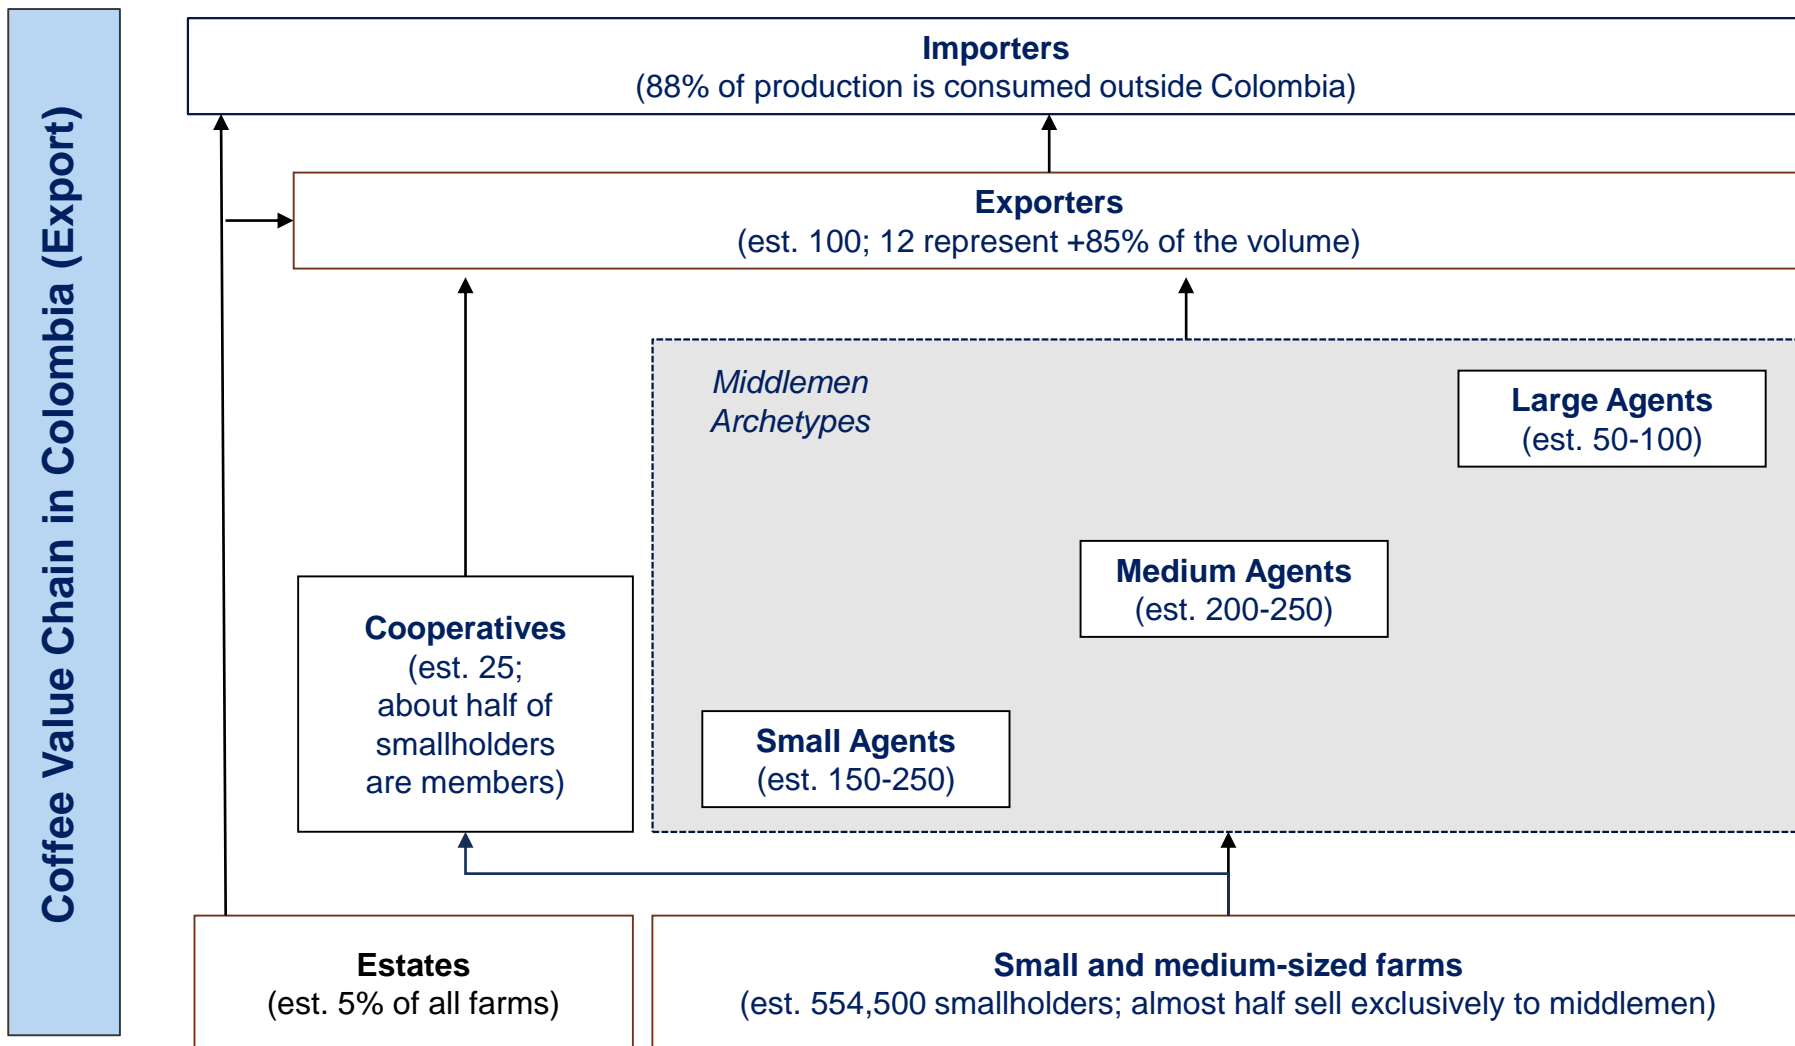 Coffee Value Chain in Colombia (Export)
Importers
(88% of production is consumed outside Colombia)
Exporters
(est. 100; 12 represent +85% of the volume)
Middlemen
Archetypes
Large Agents
(est. 50-100)
Medium Agents
(est. 200-250)
Cooperatives
(est. 25;
about half of
smallholders
are members)
Small Agents
(est. 150-250)
Estates
(est. 5% of all farms)
Small and medium-sized farms
(est. 554,500 smallholders; almost half sell exclusively to middlemen)